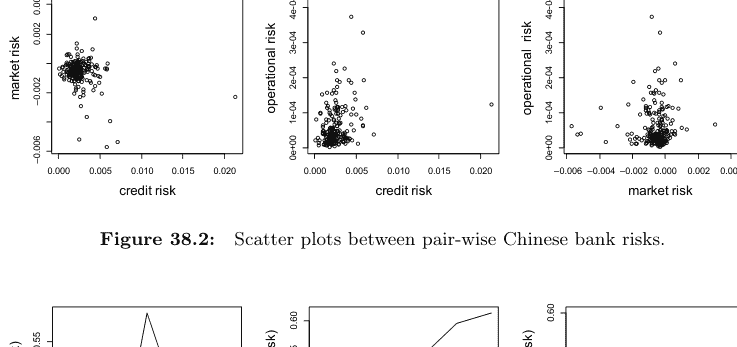 market risk
0.002
−0.002
−0.006
0.000 0.005 0.010 0.015 0.020
credit risk
operational risk
4e-04
3e−04
2e−04
1e−04
0e+00
0.000 0.005 0.010 0.015 0.020
credit risk
operational risk
4e-04
3e−04
2e−04
1e−04
0e+00
−0.006 −0.004 −0.002 0.000 0.002
market risk
Figure 38.2: Scatter plots between pair-wise Chinese bank risks.
0.60
0.60